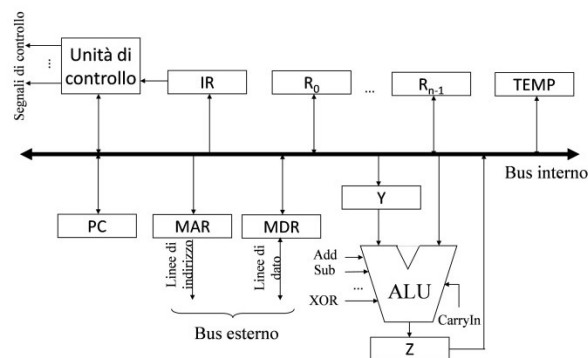 Segnali di controllo
...
Unità di
controllo
IR
R0
...
Rn-1
TEMP
Bus interno
PC
MAR
MDR
Y
Linee di
indirizzo
Linee di
dato
Bus esterno
Add
Sub
...
XOR
ALU
CarryIn
Z